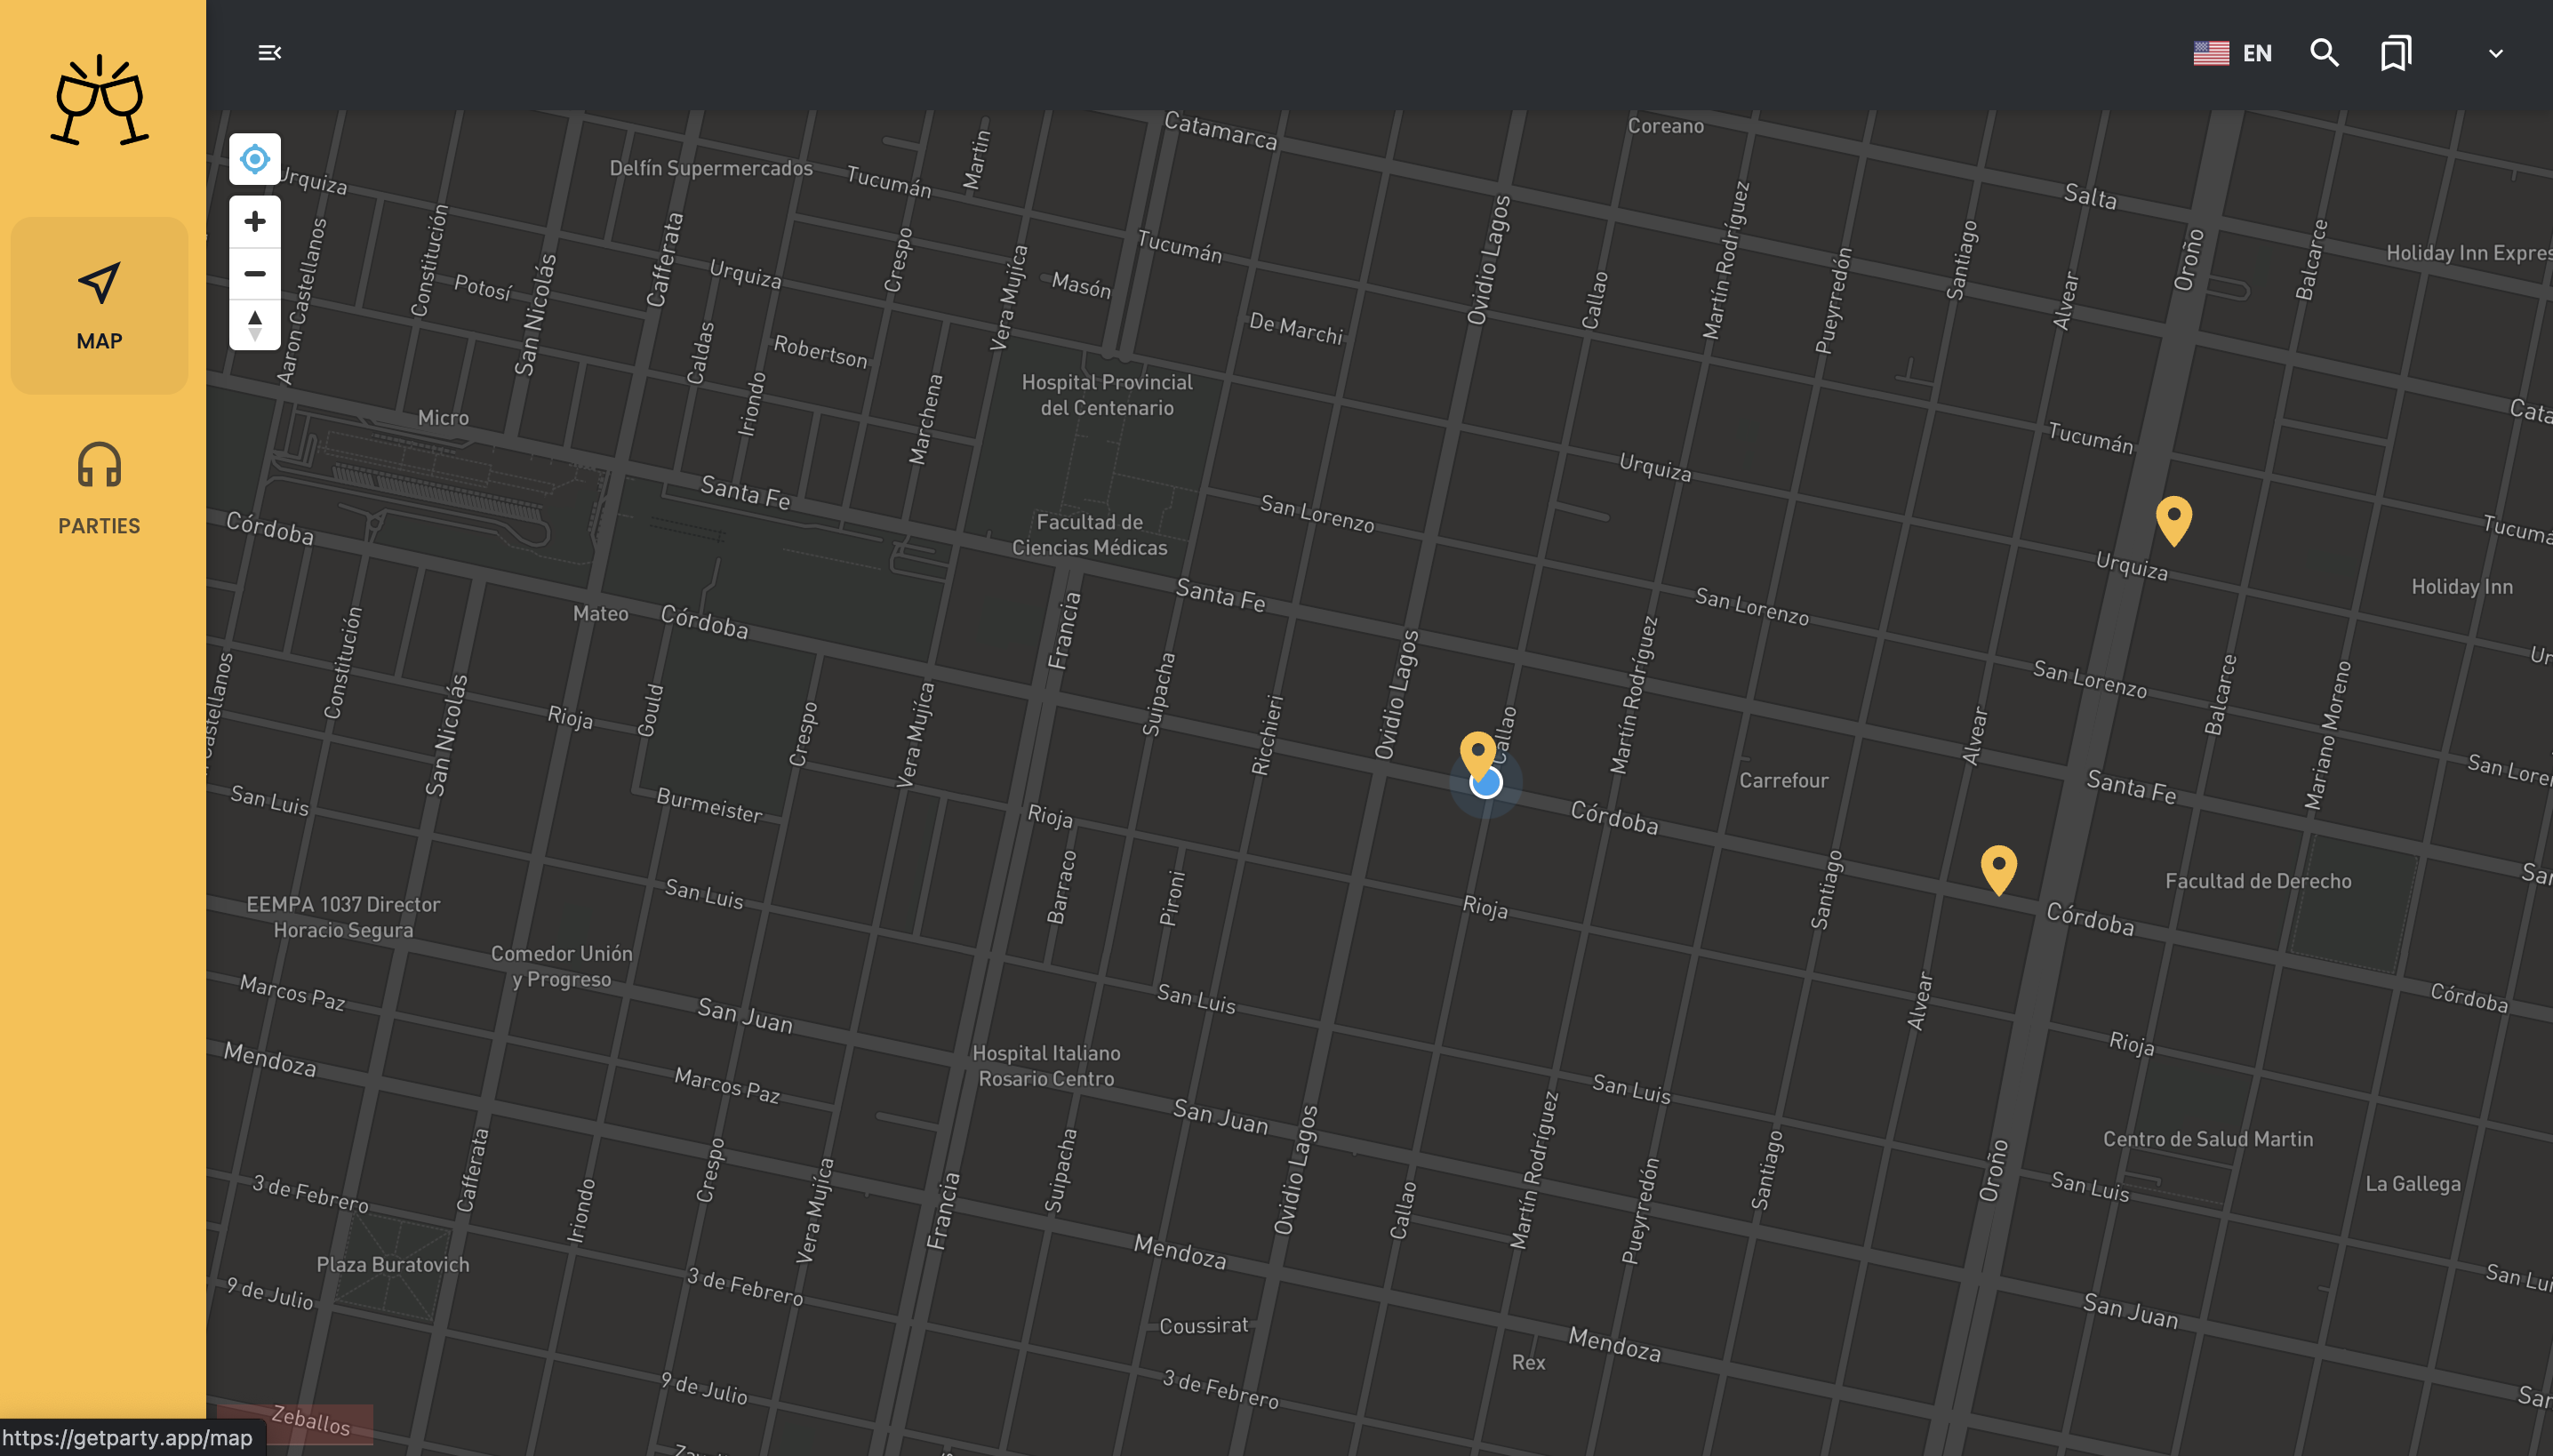 EN
MAP
PARTIES
Catamarca
Coreano
Martin
Delfín Supermercados
Tucumán
Urquiza
Salta
Constitución
Cafferata
Crespo
Tucumán
Ovidio Lagos
Martín Rodríguez
Santiago
Oroño
Balcarce
Holiday Inn Expres
Aaron Castellanos
Potosí
San Nicolás
Urquiza
Vera Mujíca
Masón
Callao
Pueyrredón
Alvear
De Marchi
Caldas
Robertson
Iriondo
Marchena
Hospital Provincial
del Centenario
Micro
Cata
Tucumán
Urquiza
Santa Fe
San Lorenzo
Córdoba
Facultad de
Ciencias Médicas
Tucumá
Urquiza
Holiday Inn
Mateo
Córdoba
Santa Fe
San Lorenzo
Constitución
Francia
Castellanos
San Nicolás
Rioja
Gould
Crespo
Vera Mujíca
Suipacha
Ricchieri
Ovidio Lagos
Callao
Martín Rodríguez
San Lorenzo
Alvear
Balcarce
Mariano Moreno
Ur
San Lore
Carrefour
Santa Fe
San Luis
Burmeister
Rioja
Córdoba
Barraco
Pironi
San Luis
Rioja
Santiago
Facultad de Derecho
Sa
Córdoba
EEMPA 1037 Director
Horacio Segura
Comedor Unión
y Progreso
Marcos Paz
San Juan
San Luis
Alvear
Córdoba
Rioja
Mendoza
Hospital Italiano
Rosario Centro
Marcos Paz
San Juan
San Luis
Centro de Salud Martin
Cafferata
Crespo
Vera Mujíca
Suipacha
Ovidio Lagos
Martín Rodríguez
Santiago
Oroño
San Luis
La Gallega
3 de Febrero
Iriondo
Francia
Callao
Pueyrredón
Plaza Buratovich
Mendoza
San Lui
9 de Julio
3 de Febrero
Coussirat
San Juan
Mendoza
Rex
9 de Julio
3 de Febrero
Sar
Zeballos
https://getparty.app/map